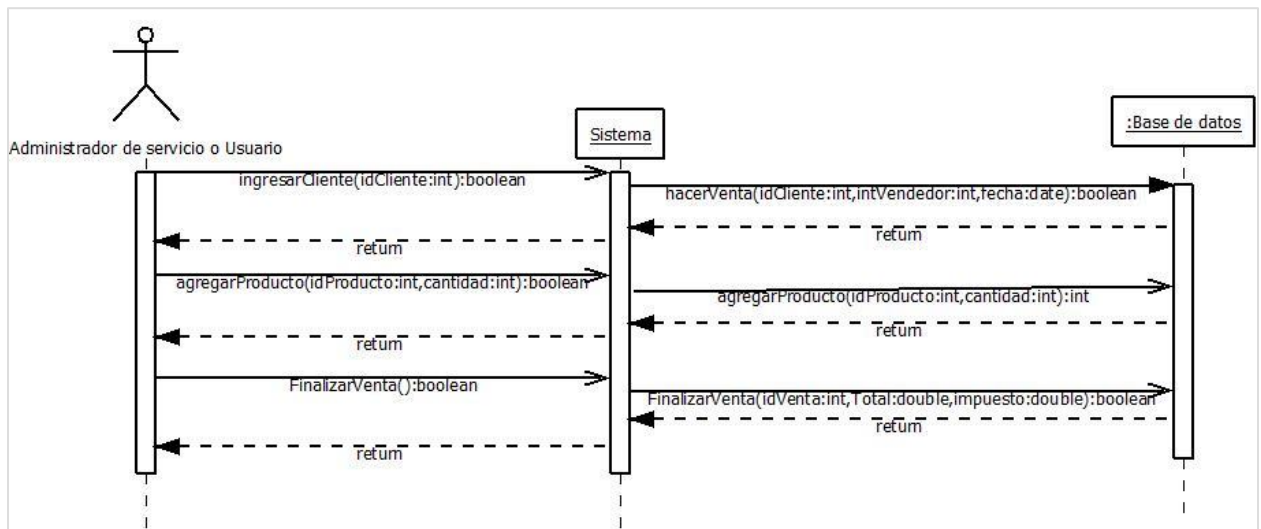 Administrador de servicio o Usuario
Sistema
:Base de datos
ingresarCliente(idCliente:int):boolean
hacerVenta(idCliente:int,intVendedor:int,fecha:date):boolean
return
return
agregarProducto(idProducto:int,cantidad:int):boolean
agregarProducto(idProducto:int,cantidad:int):int
return
return
FinalizarVenta():boolean
FinalizarVenta(idVenta:int,Total:double,impuesto:double):boolean
return
return